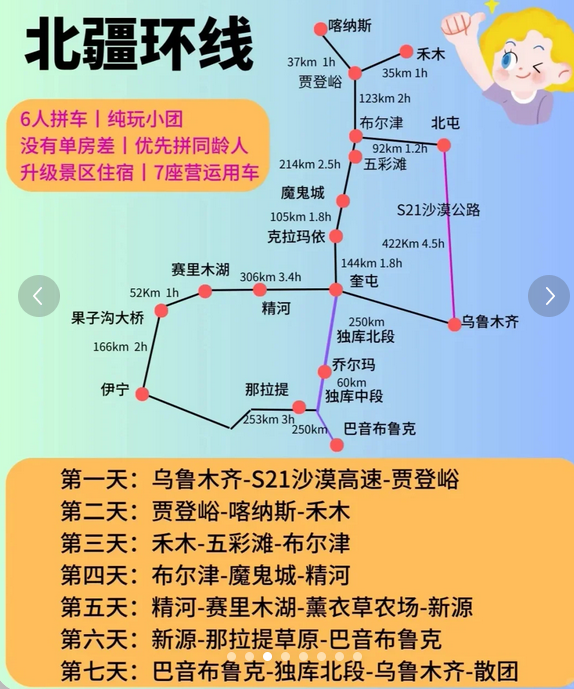 北疆环线
6人拼车丨纯玩小团
没有单房差丨优先拼同龄人
升级景区住宿丨7座营运用车
喀纳斯
禾木
37km 1h
35km 1h
贾登峪
123km 2h
布尔津
北屯
92km 1.2h
五彩滩
214km 2.5h
魔鬼城
S21沙漠公路
105km 1.8h
克拉玛依
422Km 4.5h
144km 1.8h
赛里木湖
306km 3.4h
奎屯
52Km 1h
精河
果子沟大桥
250km
乌鲁木齐
独库北段
166km 2h
乔尔玛
60km
伊宁
那拉提
独库中段
253km 3h
250km
巴音布鲁克
第一天：乌鲁木齐-S21沙漠高速-贾登峪
第二天：贾登峪-喀纳斯-禾木
第三天：禾木-五彩滩-布尔津
第四天：布尔津-魔鬼城-精河
第五天：精河-赛里木湖-薰衣草农场-新源
第六天：新源-那拉提草原-巴音布鲁克
第七天：巴音布鲁克-独库北段-乌鲁木齐-散团